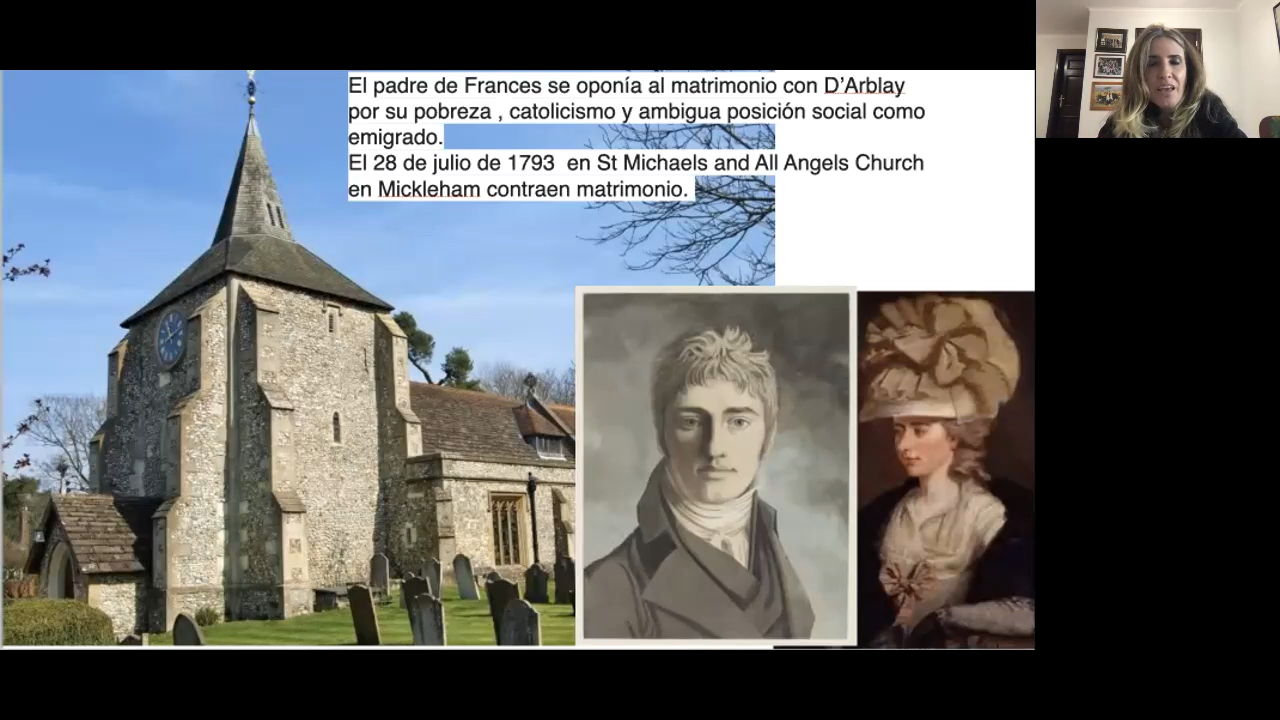 El padre de Frances se oponía al matrimonio con D'Arblay
por su pobreza , catolicismo y ambigua posición social como
emigrado.
El 28 de julio de 1793  en St Michaels and All Angels Church
en Mickleham contraen matrimonio.